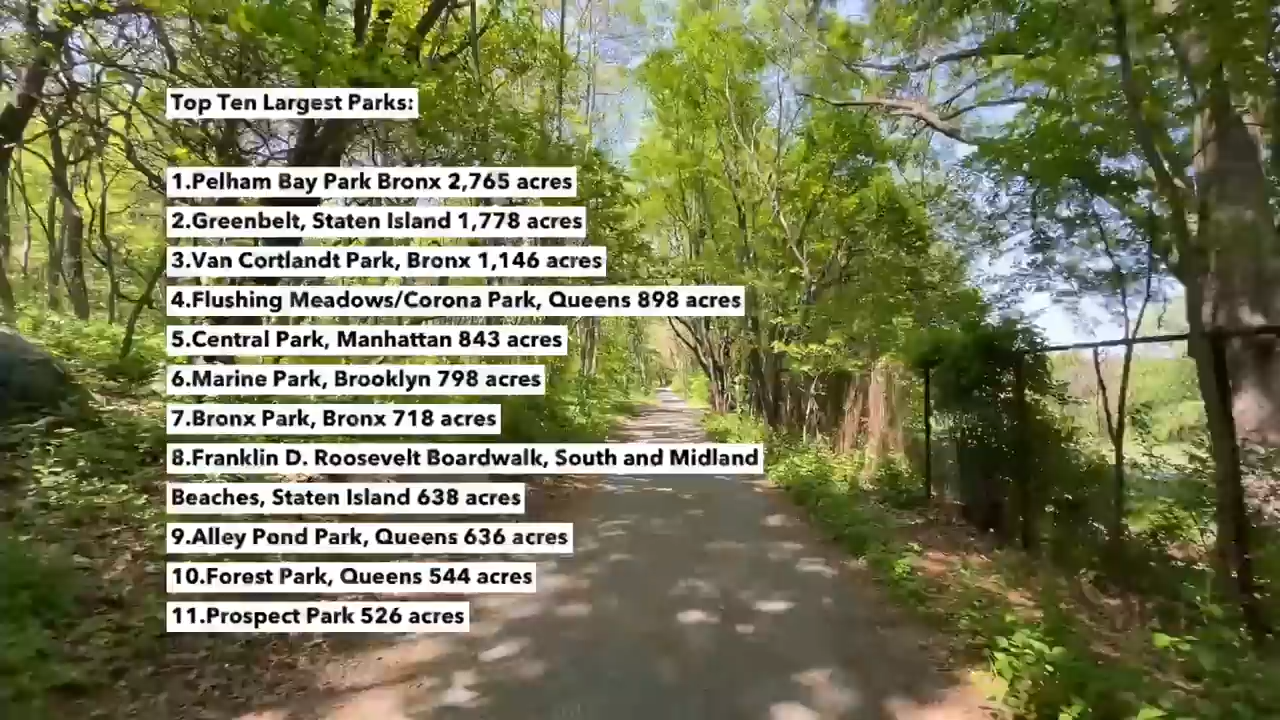 Top Ten Largest Parks:
1.Pelham Bay Park Bronx 2,765 acres
2.Greenbelt, Staten Island 1,778 acres
3.Van Cortlandt Park, Bronx 1,146 acres
4.Flushing Meadows/Corona Park, Queens 898 acres
5.Central Park, Manhattan 843 acres
6.Marine Park, Brooklyn 798 acres
7.Bronx Park, Bronx 718 acres
8.Franklin D. Roosevelt Boardwalk, South and Midland
Beaches, Staten Island 638 acres
9.Alley Pond Park, Queens 636 acres
10.Forest Park, Queens 544 acres
11.Prospect Park 526 acres